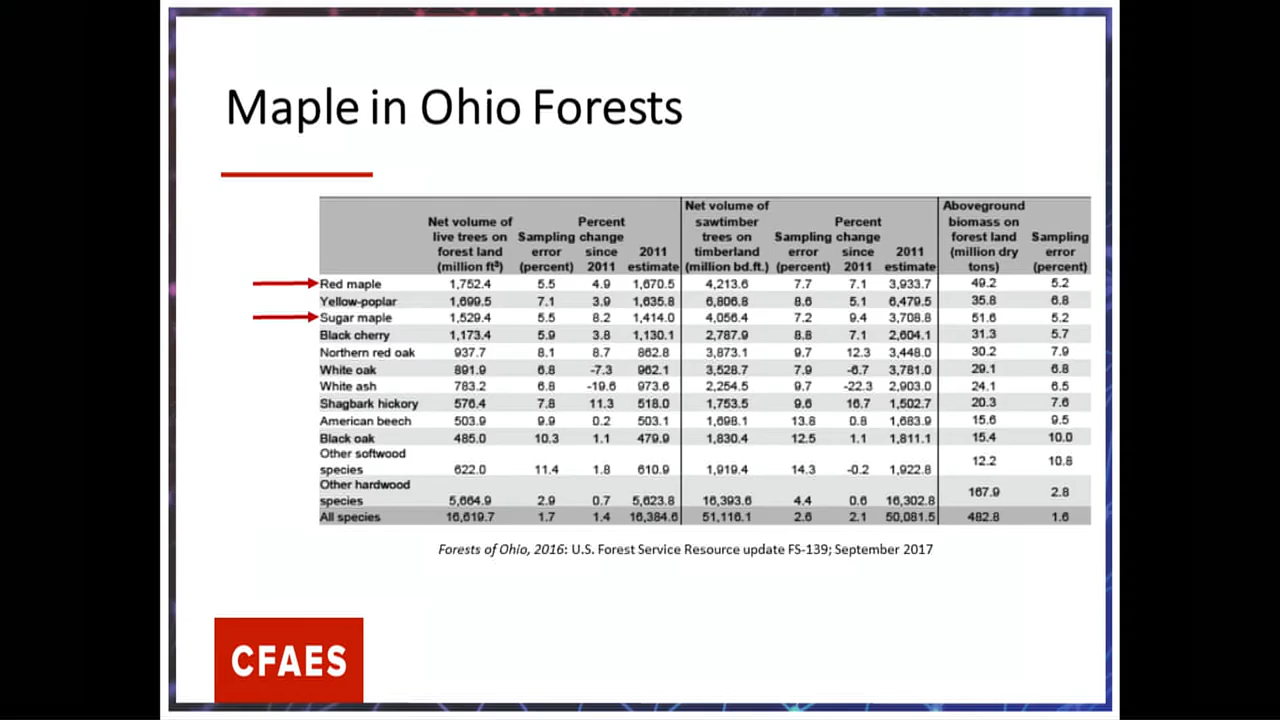 Maple in Ohio Forests
Net volume of live trees on forest land (million ft³) Sampling error (percent) Percent change since 2011 2011 estimate Net volume of sawtimber trees on timberland (million bd.ft.) Sampling error (percent) Percent change since 2011 2011 estimate Aboveground biomass on forest land (million dry tons) Sampling error (percent)
Red maple 1,752.4 5.5 4.9 1,670.5 4,213.6 7.7 7.1 3,933.7 49.2 5.2
Yellow-poplar 1,699.5 7.1 3.9 1,635.8 6,806.8 8.6 5.1 6,479.5 35.8 6.8
Sugar maple 1,529.4 5.5 8.2 1,414.0 4,056.4 7.2 9.4 3,708.8 51.6 5.2
Black cherry 1,173.4 5.9 3.8 1,130.1 2,787.9 8.8 7.1 2,604.1 31.3 5.7
Northern red oak 937.7 8.1 8.7 862.8 3,873.1 9.7 12.3 3,448.0 30.2 7.9
White oak 891.9 6.8 -7.3 962.1 3,528.7 7.9 -6.7 3,781.0 29.1 6.8
White ash 783.2 6.8 -19.6 973.6 2,254.5 9.7 -22.3 2,903.0 24.1 6.5
Shagbark hickory 576.4 7.8 11.3 518.0 1,753.5 9.6 16.7 1,502.7 20.3 7.6
American beech 503.9 9.9 0.2 503.1 1,698.1 13.8 0.8 1,683.9 15.6 9.5
Black oak 485.0 10.3 1.1 479.9 1,830.4 12.5 1.1 1,811.1 15.4 10.0
Other softwood
species 622.0 11.4 1.8 610.9 1,919.4 14.3 -0.2 1,922.8 12.2 10.8
Other hardwood
species 5,664.9 2.9 0.7 5,623.8 16,393.6 4.4 0.6 16,302.8 167.9 2.8
All species 16,619.7 1.7 1.4 16,384.6 51,116.1 2.6 2.1 50,081.5 482.8 1.6
Forests of Ohio, 2016: U.S. Forest Service Resource update FS-139; September 2017
CFAES